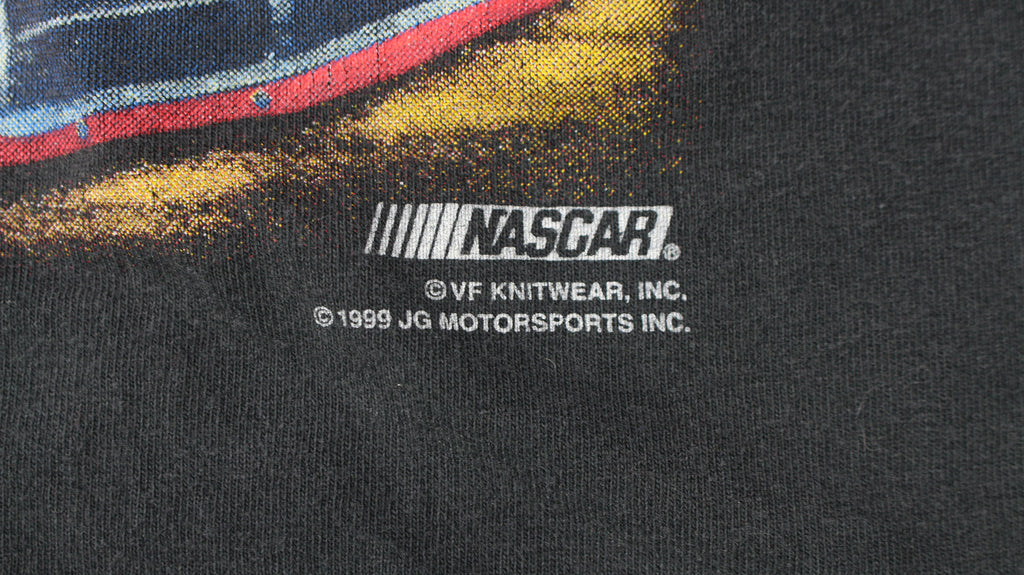 NASCAR®
© VF KNITWEAR, INC.
© 1999 JG MOTORSPORTS INC.